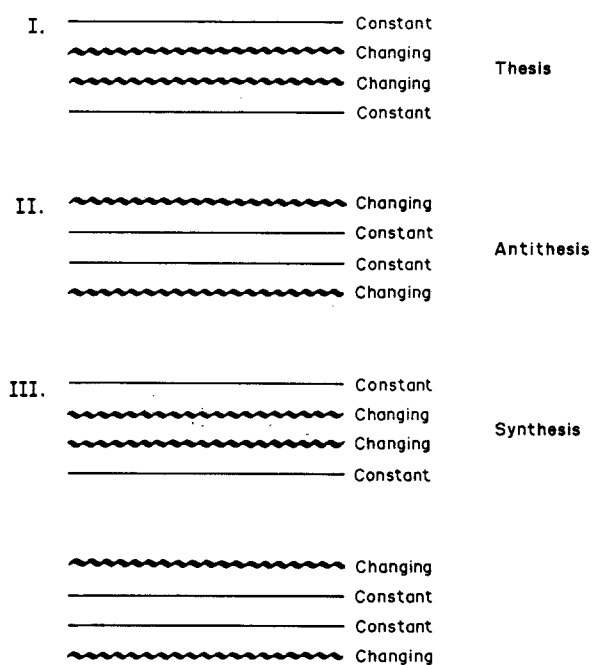 I. Constant
Changing
Changing
Constant
Thesis
II. Changing
Constant
Constant
Changing
Antithesis
III. Constant
Changing
Changing
Constant
Synthesis
Changing
Constant
Constant
Changing